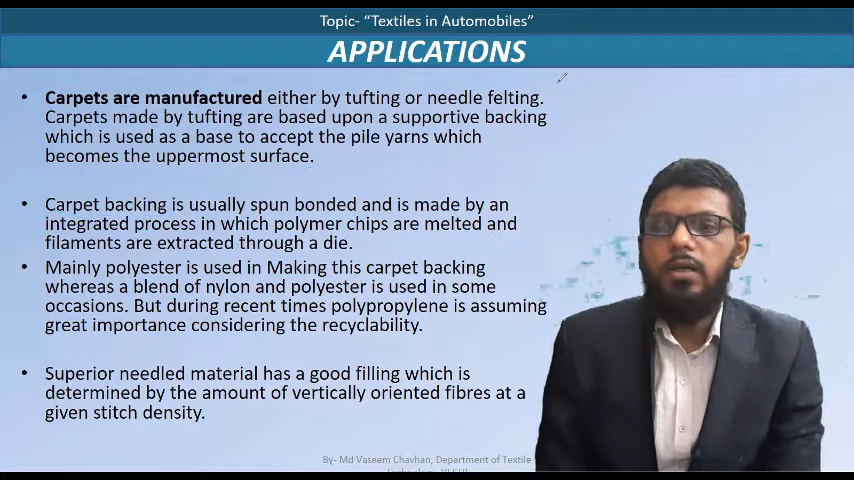 Topic- “Textiles in Automobiles”
APPLICATIONS
• Carpets are manufactured either by tufting or needle felting.
Carpets made by tufting are based upon a supportive backing
which is used as a base to accept the pile yarns which
becomes the uppermost surface.
• Carpet backing is usually spun bonded and is made by an
integrated process in which polymer chips are melted and
filaments are extracted through a die.
• Mainly polyester is used in Making this carpet backing
whereas a blend of nylon and polyester is used in some
occasions. But during recent times polypropylene is assuming
great importance considering the recyclability.
• Superior needled material has a good filling which is
determined by the amount of vertically oriented fibres at a
given stitch density.
By- Md Vaseem Chavhan, Department of Textile